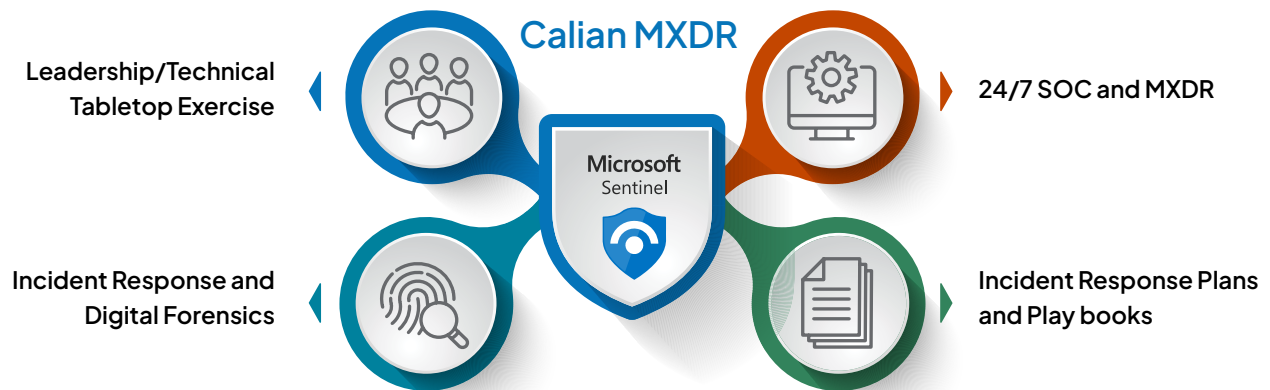 Calian MXDR
Leadership/Technical
Tabletop Exercise
24/7 SOC and MXDR
Microsoft
Sentinel
Incident Response and
Digital Forensics
Incident Response Plans
and Play books